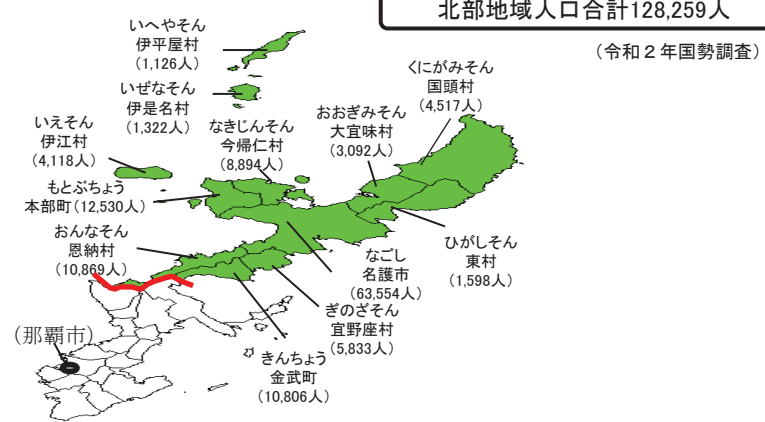 北部地域人口合計128,259人
（令和２年国勢調査）
いへやそん
伊平屋村
（1,126人）
いぜなそん
伊是名村
（1,322人）
いえそん
伊江村
（4,118人）
なきじんそん
今帰仁村
（8,894人）
おおぎみそん
大宜味村
（3,092人）
くにがみそん
国頭村
（4,517人）
もとぶちょう
本部町（12,530人）
おんなそん
恩納村
（10,869人）
ひがしそん
東村
（1,598人）
なごし
名護市
（63,554人）
ぎのざそん
宜野座村
（5,833人）
きんちょう
金武町
（10,806人）
（那覇市）